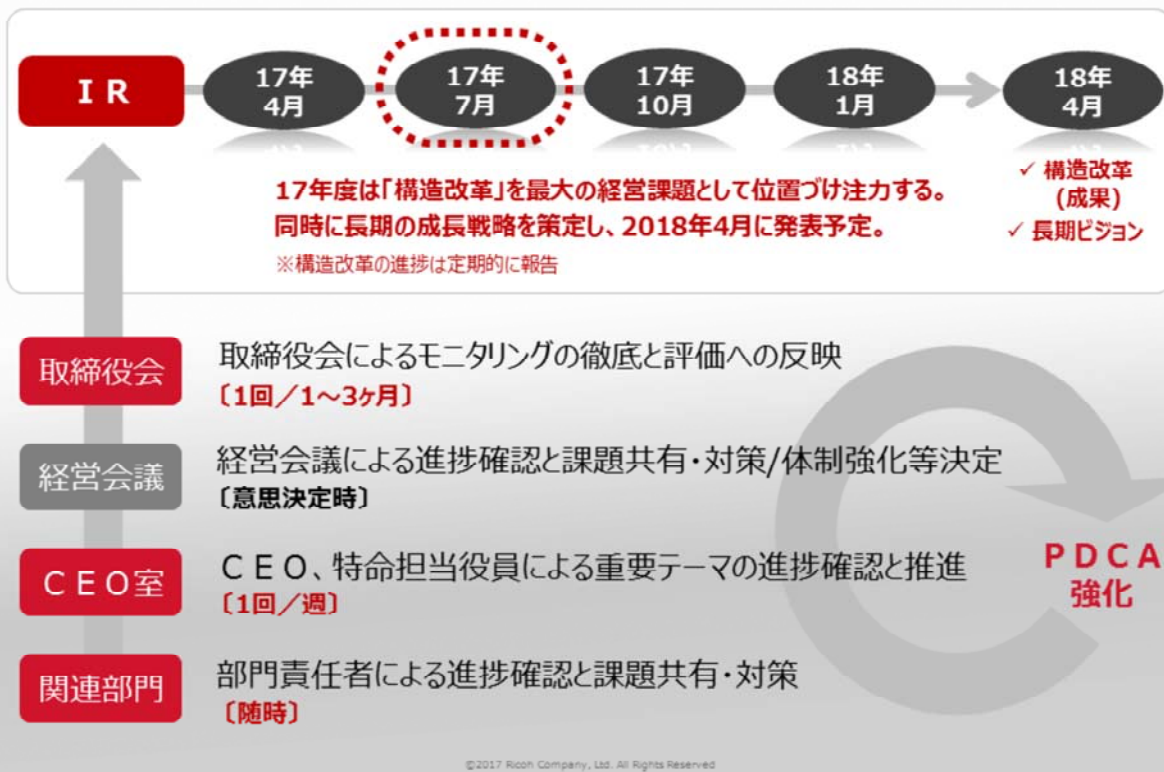 IR
17年
4月
17年
7月
17年
10月
18年
1月
18年
4月
17年度は「構造改革」を最大の経営課題として位置づけ注力する。
同時に長期の成長戦略を策定し、2018年4月に発表予定。
※構造改革の進捗は定期的に報告
✓ 構造改革
(成果)
✓ 長期ビジョン
取締役会
取締役会によるモニタリングの徹底と評価への反映
〔1回／1～3ヶ月〕
経営会議
経営会議による進捗確認と課題共有・対策/体制強化等決定
〔意思決定時〕
CEO室
CEO、特命担当役員による重要テーマの進捗確認と推進
〔1回／週〕
関連部門
部門責任者による進捗確認と課題共有・対策
〔随時〕
PDCA
強化
©2017 Ricoh Company, Ltd. All Rights Reserved